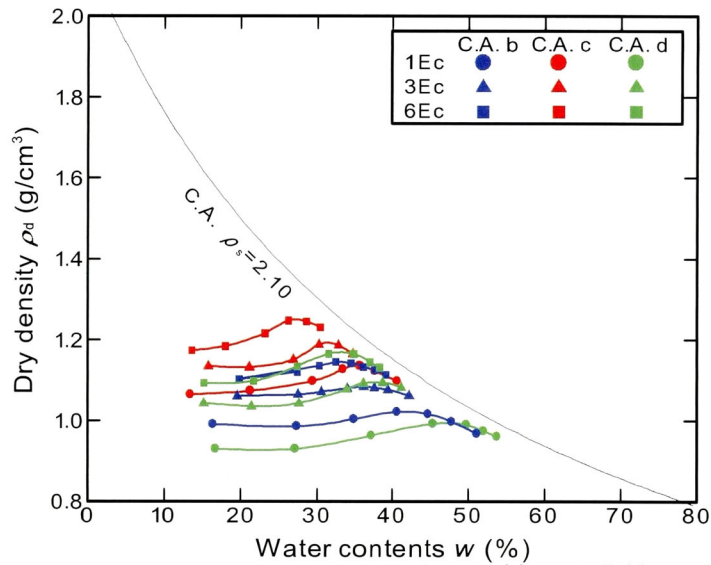 2.0
1.8
1.6
1.4
1.2
1.0
0.8
Dry density ρd (g/cm³)
C.A. b C.A. c C.A. d
1Ec
3Ec
6Ec
C.A. ρs=2.10
0 10 20 30 40 50 60 70 80
Water contents w (%)